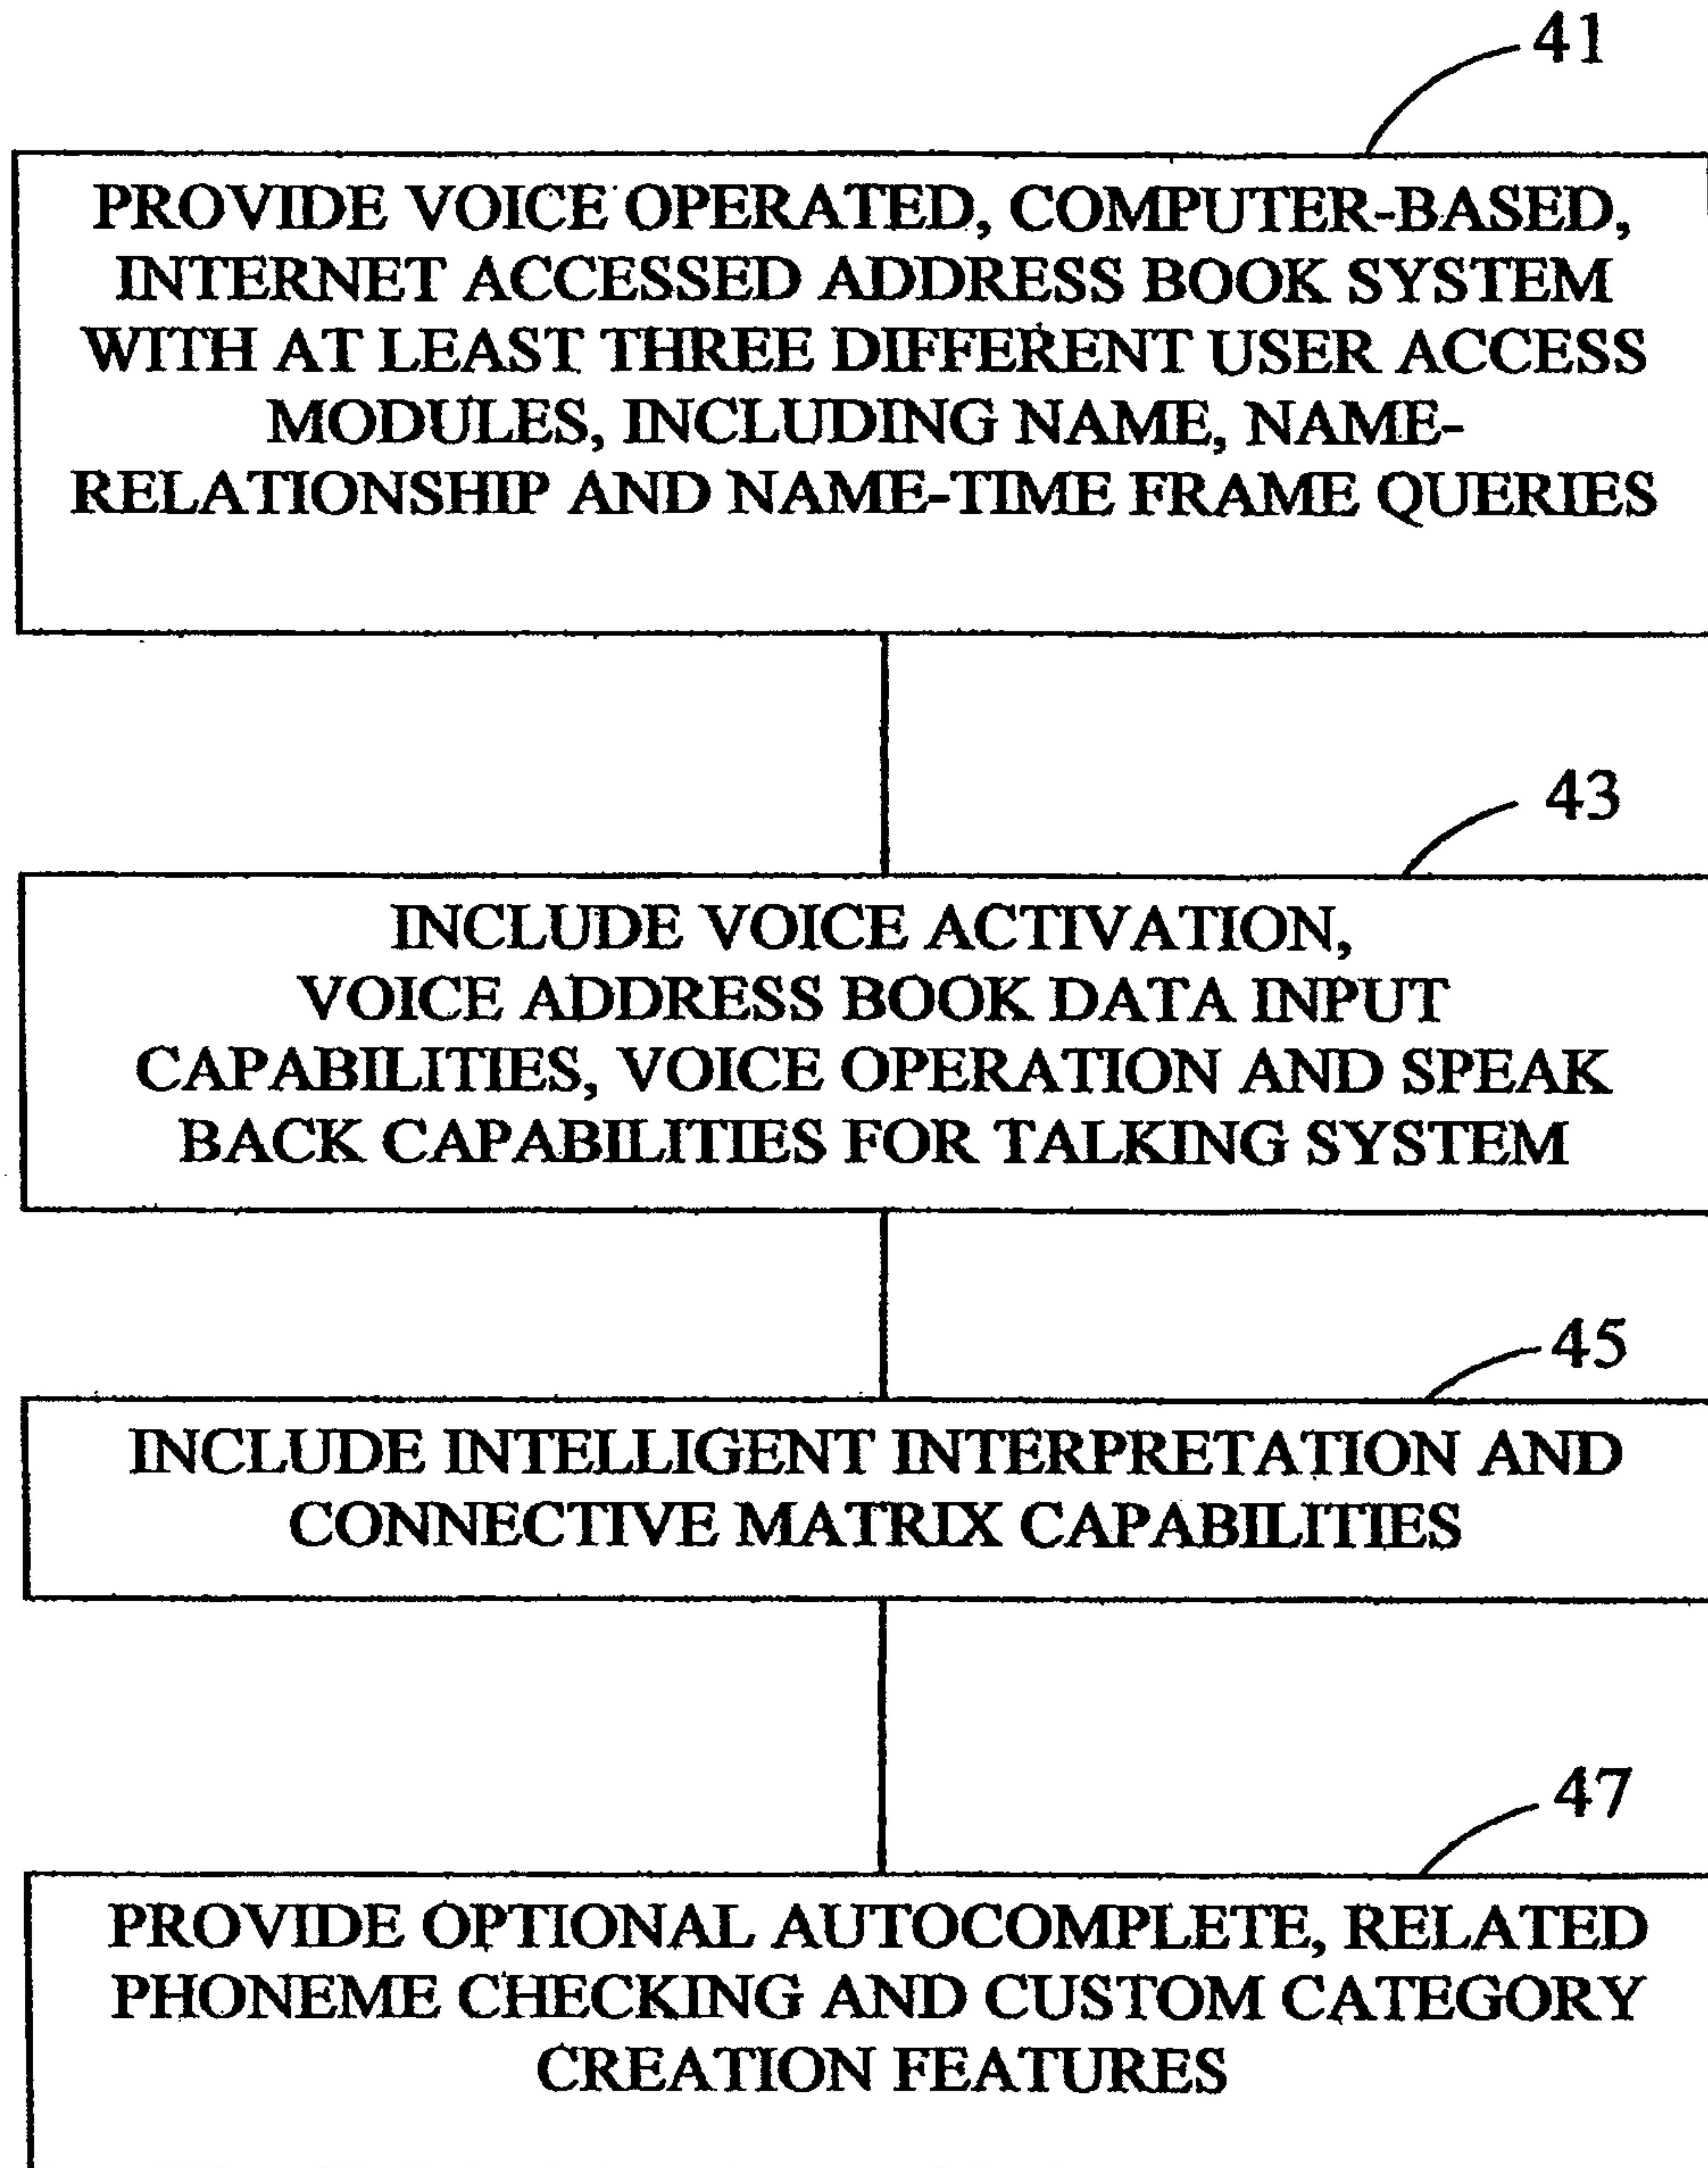 41
PROVIDE VOICE OPERATED, COMPUTER-BASED,
INTERNET ACCESSED ADDRESS BOOK SYSTEM
WITH AT LEAST THREE DIFFERENT USER ACCESS
MODULES, INCLUDING NAME, NAME-
RELATIONSHIP AND NAME-TIME FRAME QUERIES
43
INCLUDE VOICE ACTIVATION,
VOICE ADDRESS BOOK DATA INPUT
CAPABILITIES, VOICE OPERATION AND SPEAK
BACK CAPABILITIES FOR TALKING SYSTEM
45
INCLUDE INTELLIGENT INTERPRETATION AND
CONNECTIVE MATRIX CAPABILITIES
47
PROVIDE OPTIONAL AUTOCOMPLETE, RELATED
PHONEME CHECKING AND CUSTOM CATEGORY
CREATION FEATURES